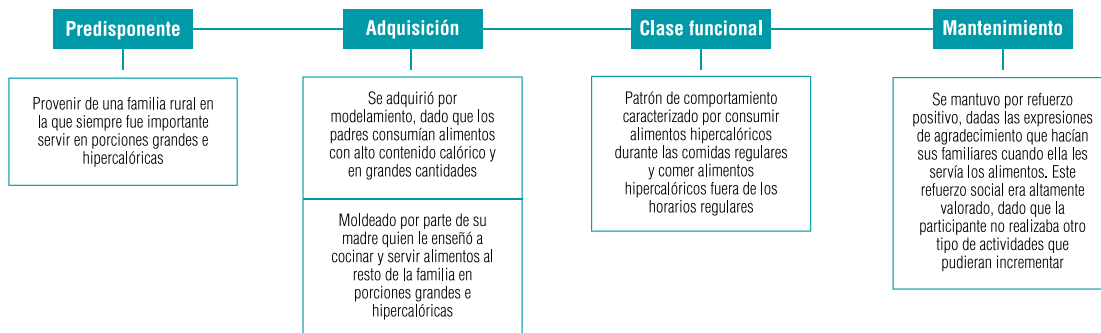 Predisponente
Provenir de una familia rural en
la que siempre fue importante
servir en porciones grandes e
hipercalóricas
Adquisición
Se adquirió por
modelamiento, dado que los
padres consumían alimentos
con alto contenido calórico y
en grandes cantidades
Moldeado por parte de su
madre quien le enseñó a
cocinar y servir alimentos al
resto de la familia en
porciones grandes e
hipercalóricas
Clase funcional
Patrón de comportamiento
caracterizado por consumir
alimentos hipercalóricos
durante las comidas regulares
y comer alimentos
hipercalóricos fuera de los
horarios regulares
Mantenimiento
Se mantuvo por refuerzo
positivo, dadas las expresiones
de agradecimiento que hacían
sus familiares cuando ella les
servía los alimentos. Este
refuerzo social era altamente
valorado, dado que la
participante no realizaba otro
tipo de actividades que
pudieran incrementar